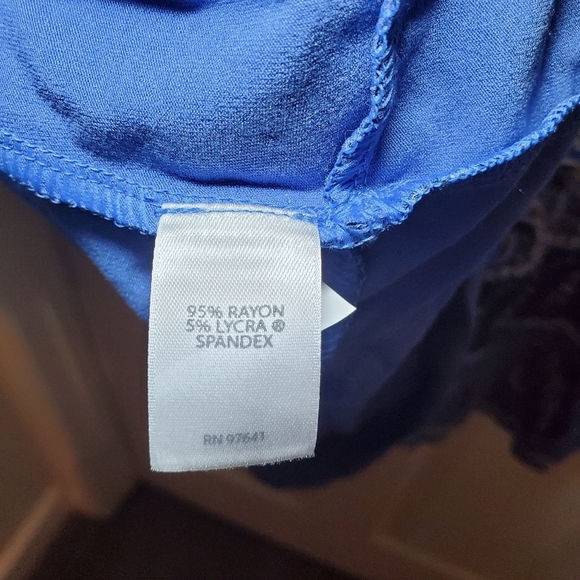 95% RAYON
5% LYCRA ®
SPANDEX
RN 97641